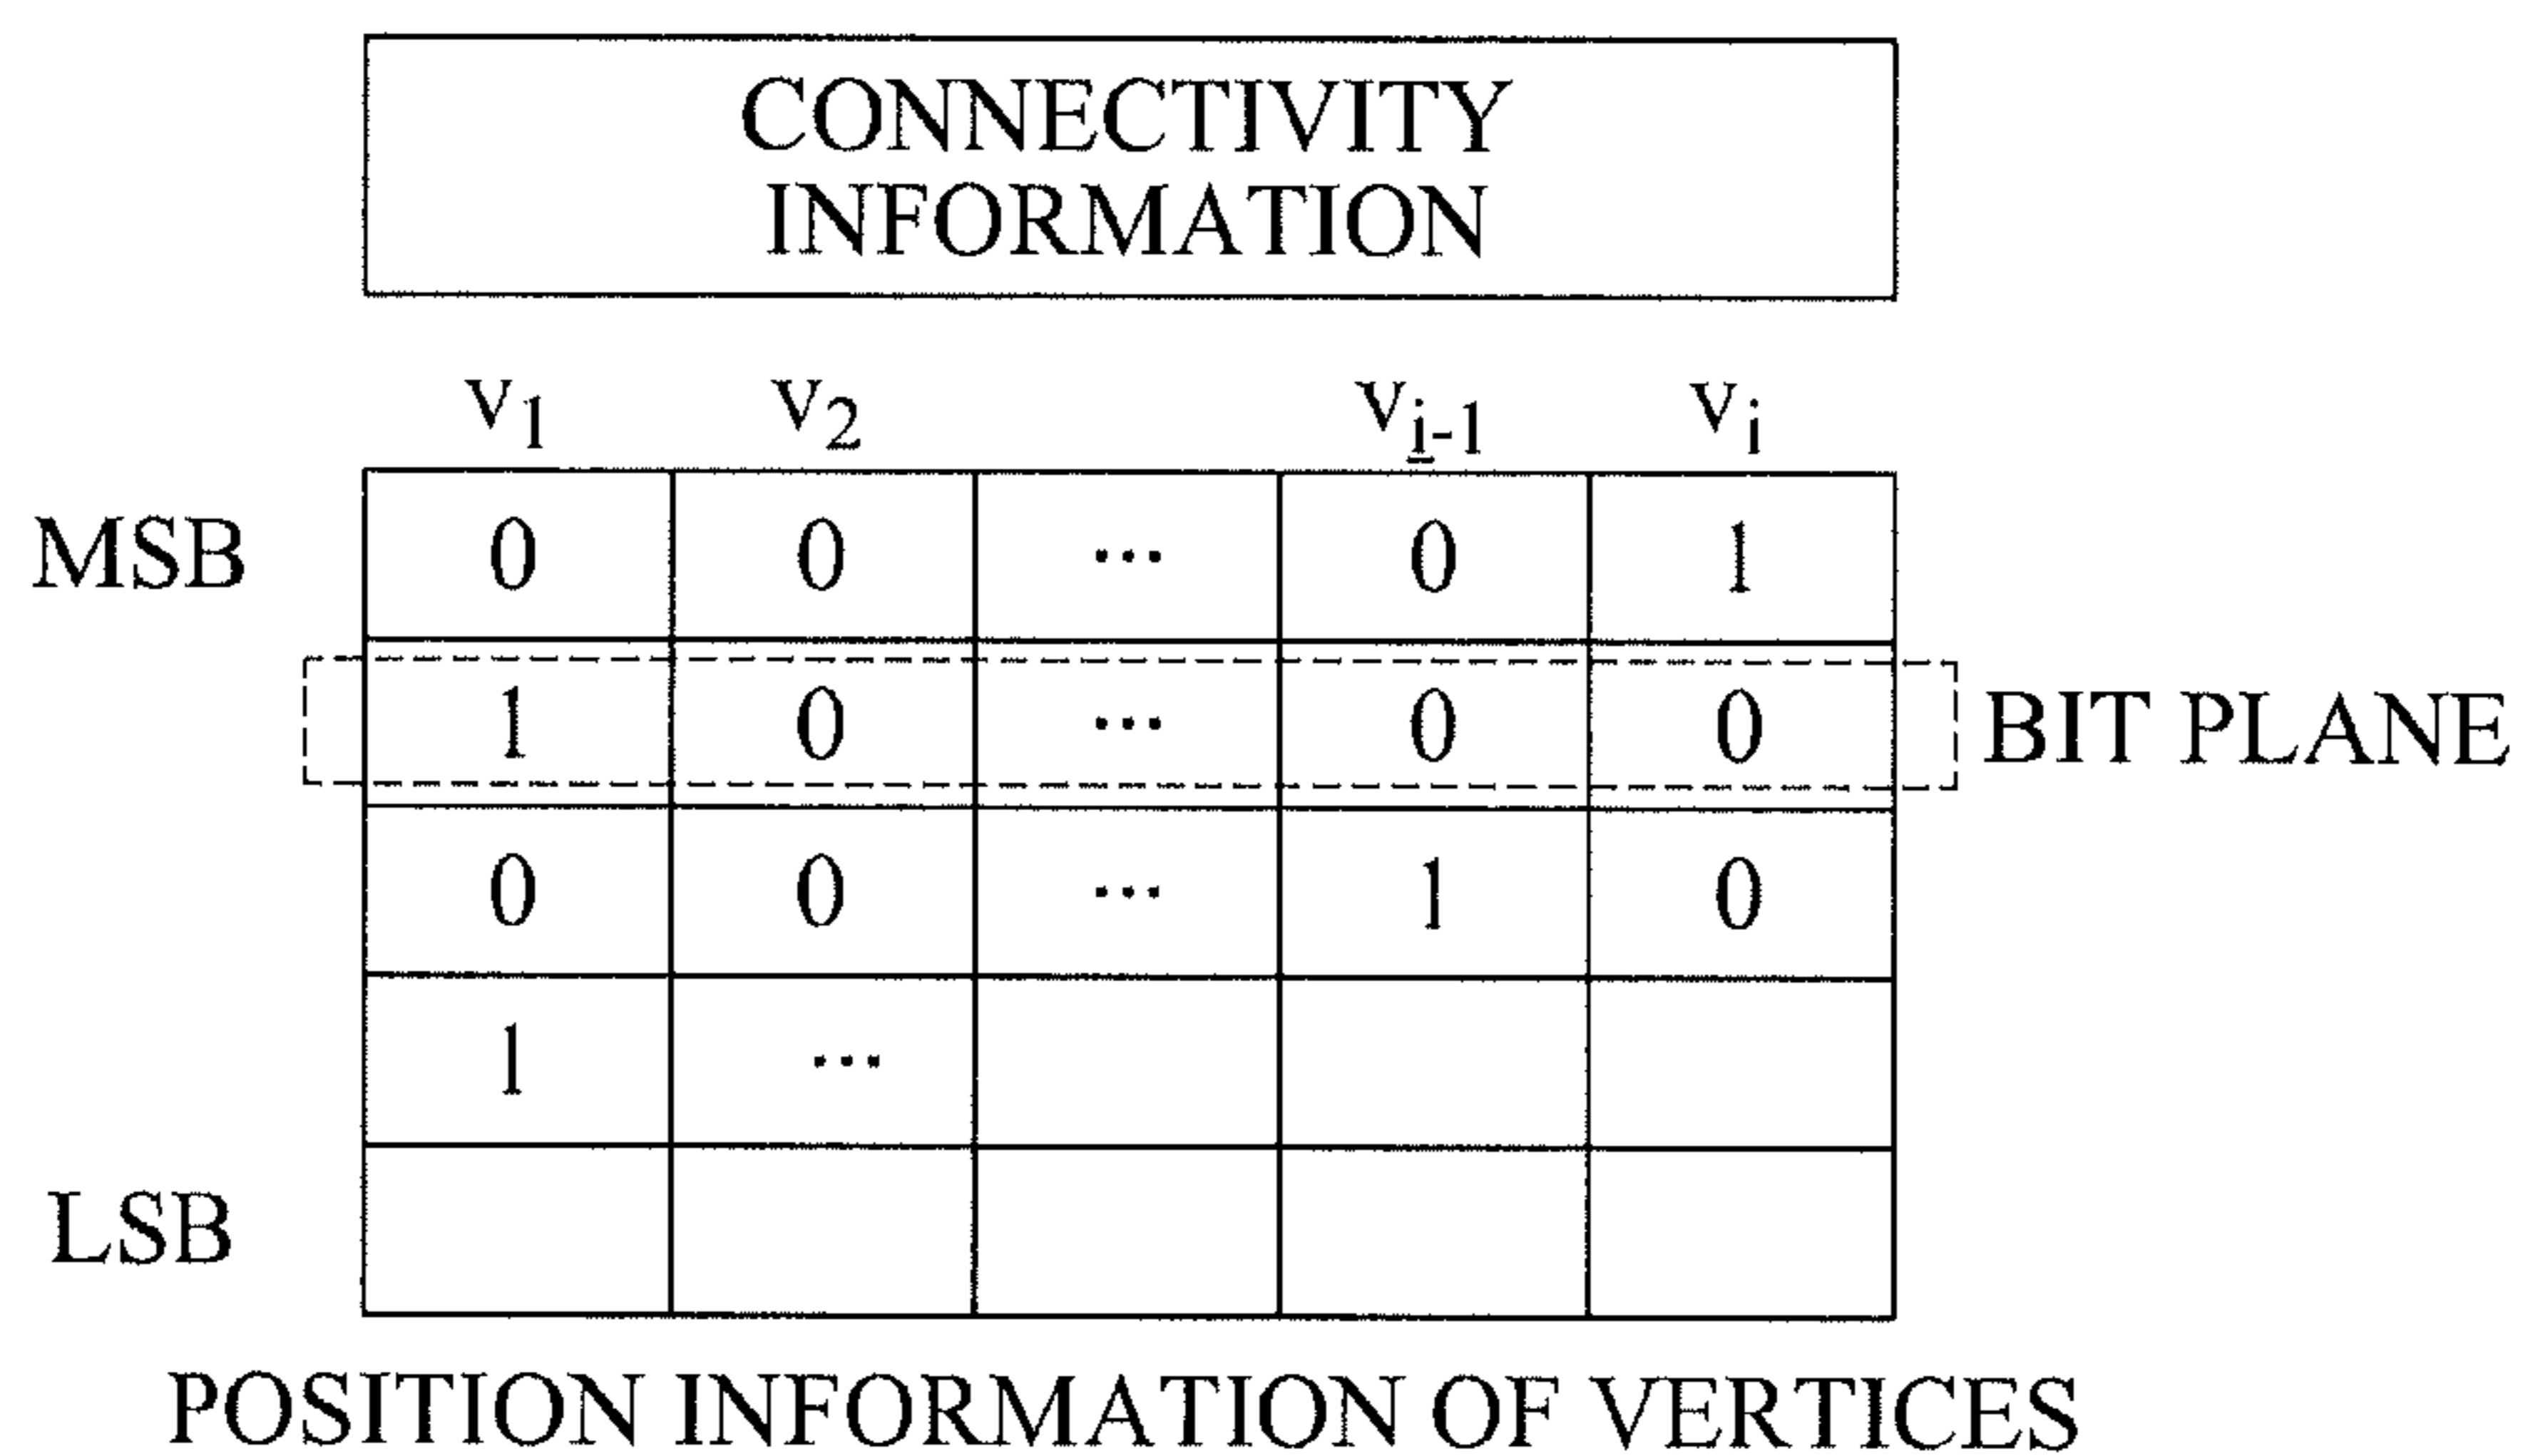 CONNECTIVITY
INFORMATION
v1 v2 vi-1 vi
MSB 0 0 ... 0 1
1 0 ... 0 0 BIT PLANE
0 0 ... 1 0
1 ...
LSB
POSITION INFORMATION OF VERTICES